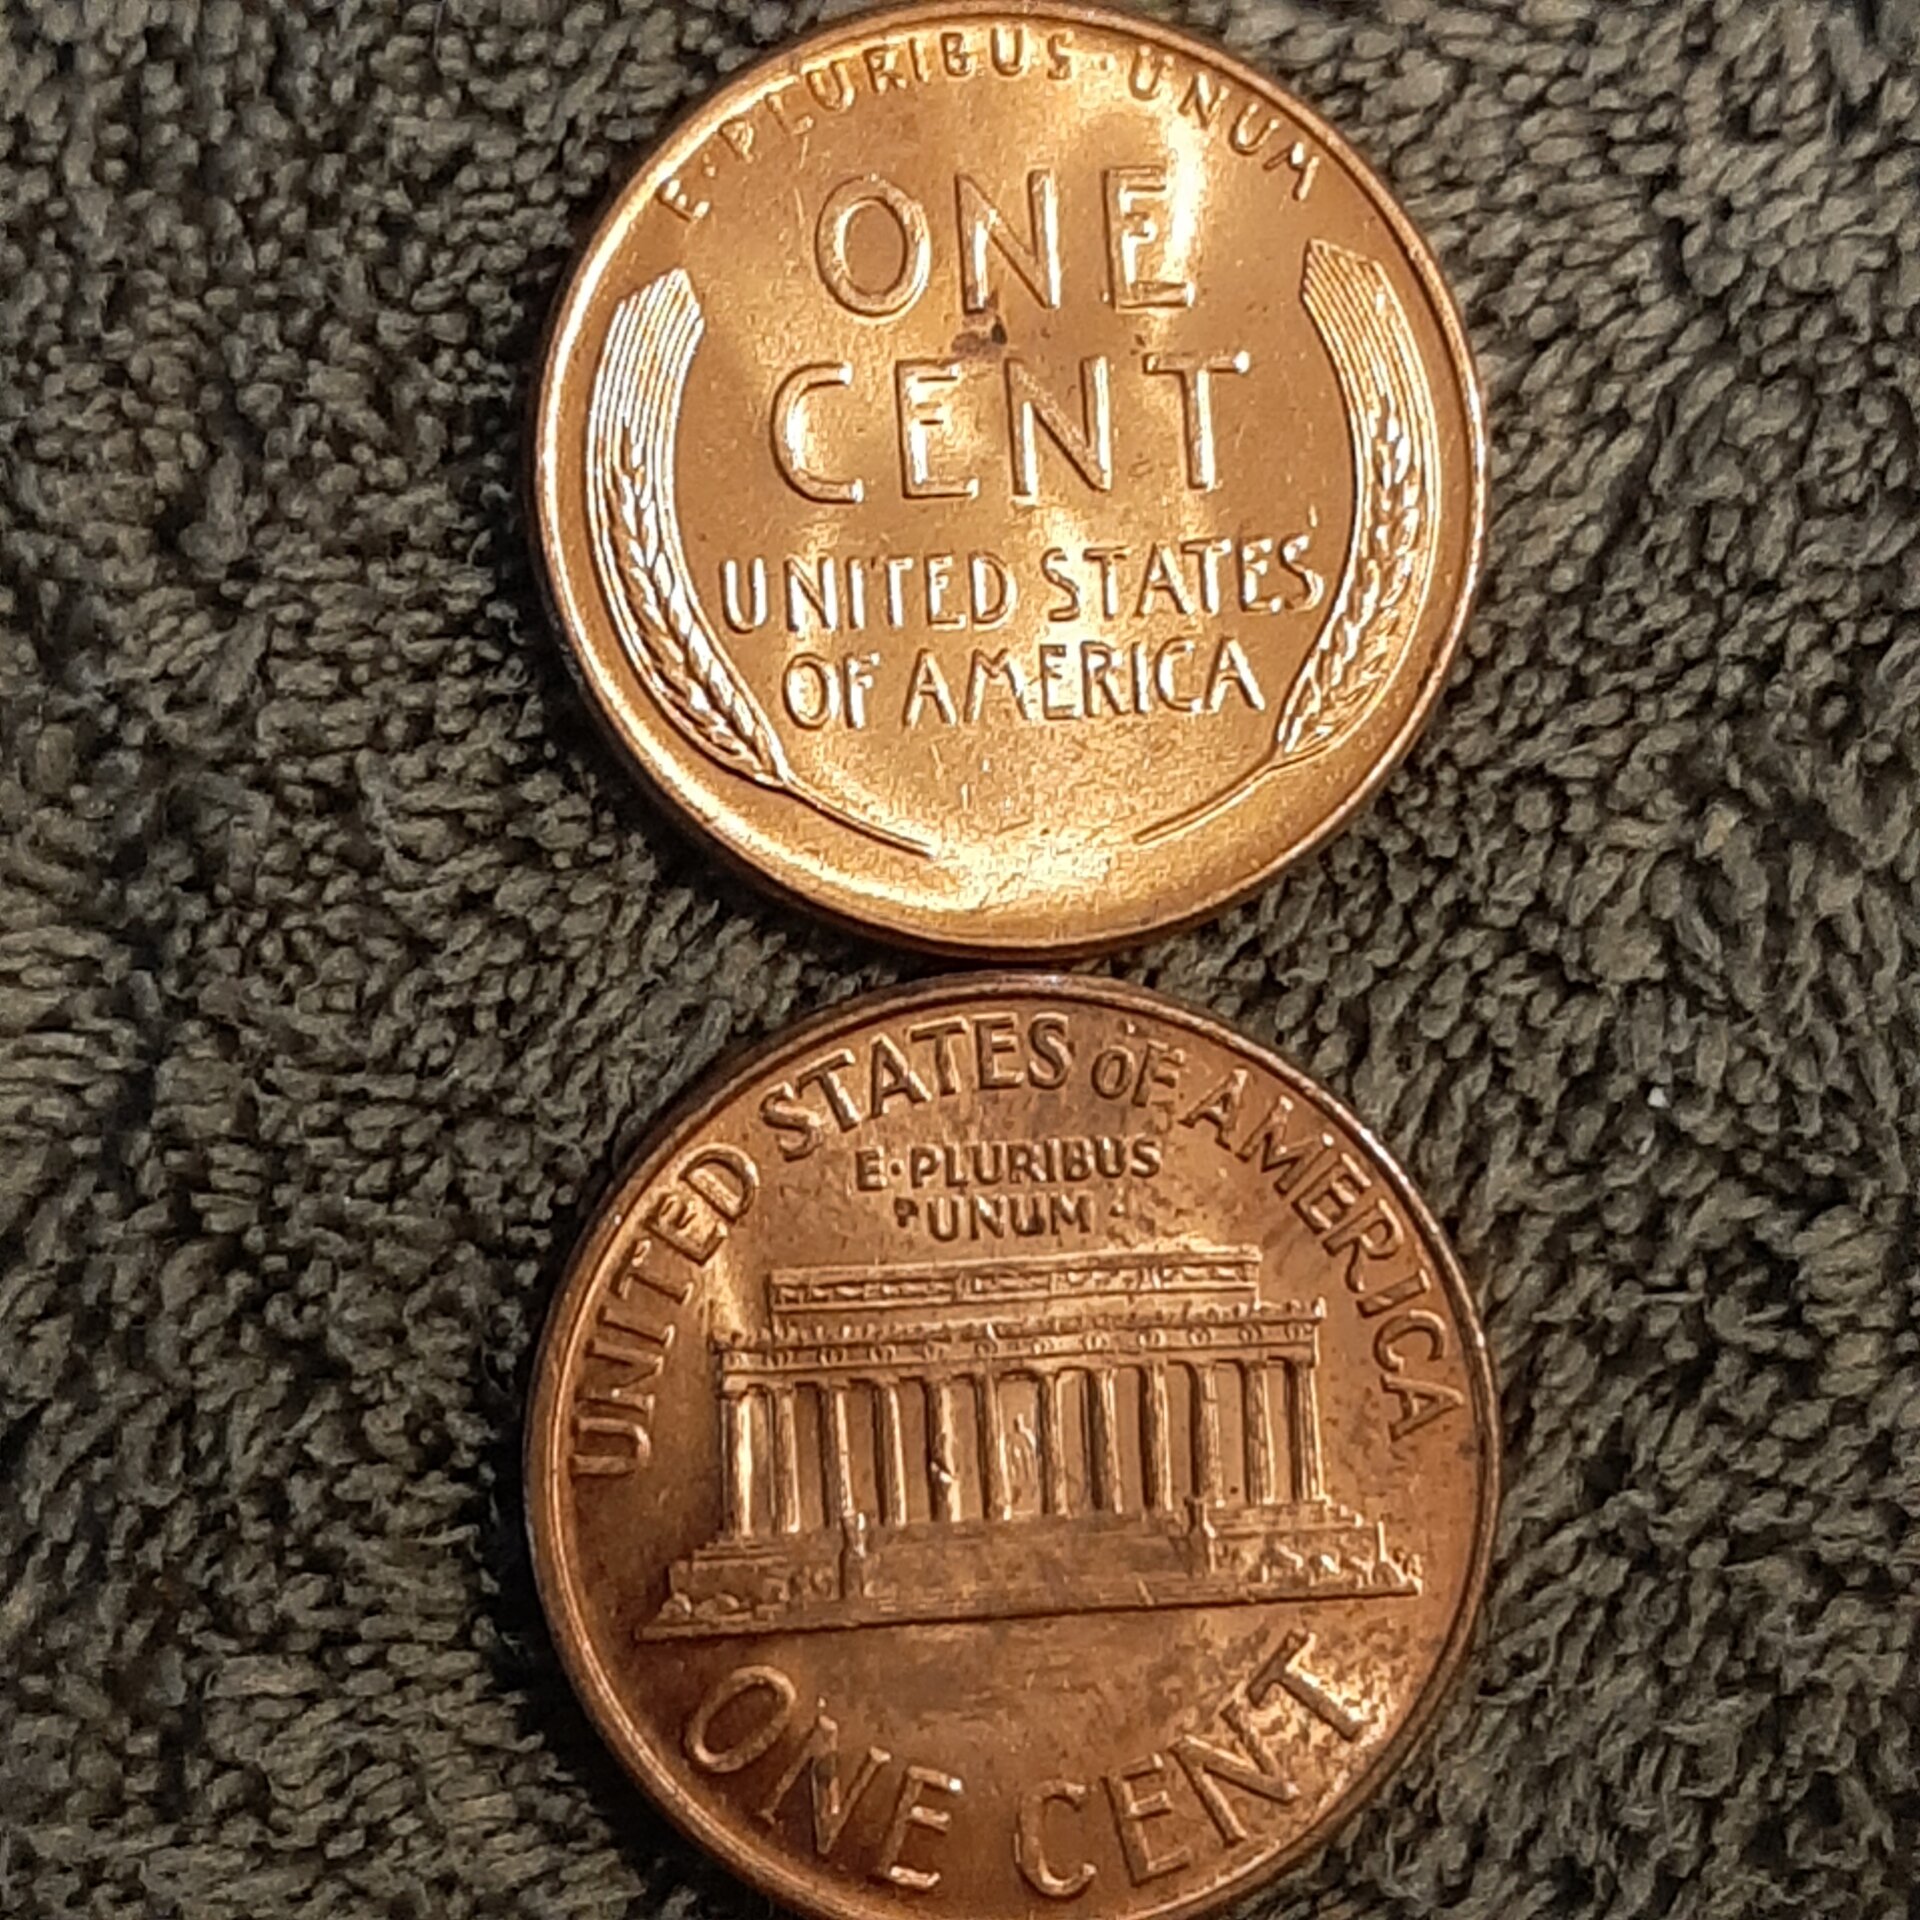 E·PLURIBUS·UNUM
ONE
CENT
UNITED STATES
OF AMERICA
UNITED STATES OF AMERICA
E·PLURIBUS
·UNUM·
ONE CENT